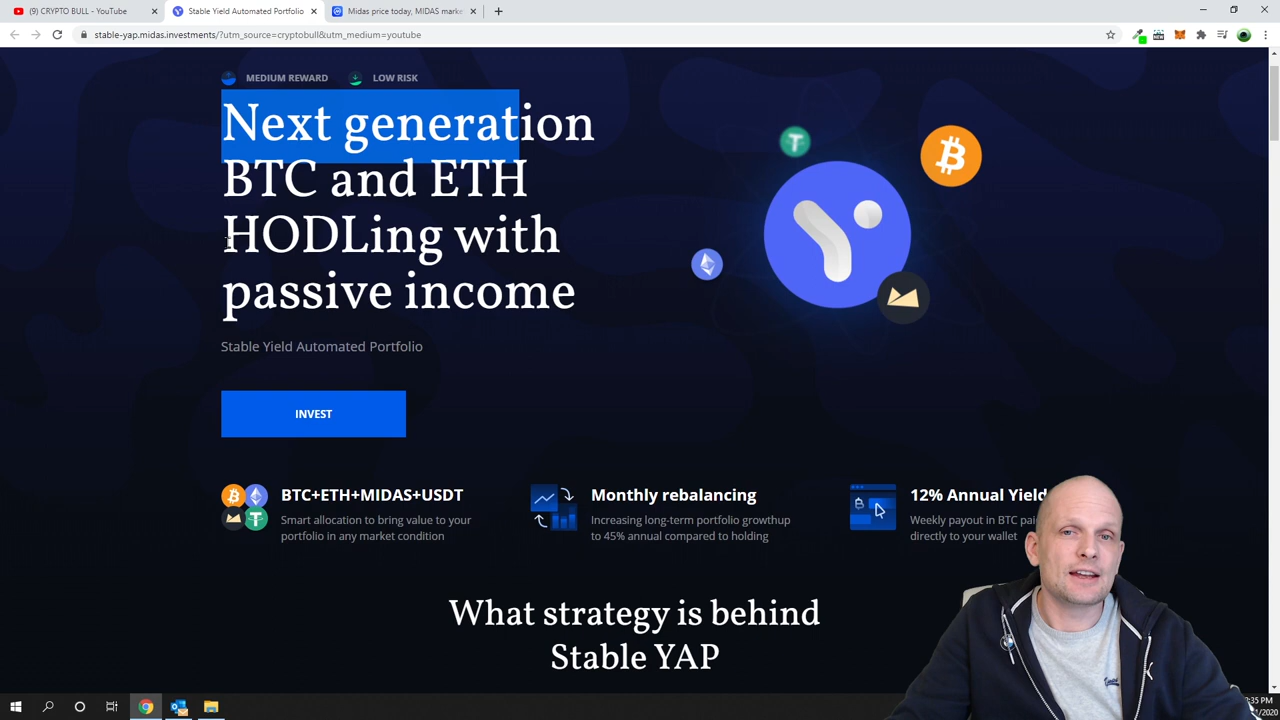 (9) CRYPTO BULL - YouTube
Stable Yield Automated Portfolio
Midas price today, MIDAS marke
stable-yap.midas.investments/?utm_source=cryptobull&utm_medium=youtube
MEDIUM REWARD
LOW RISK
Next generation
BTC and ETH
HODLing with
passive income
Stable Yield Automated Portfolio
INVEST
BTC+ETH+MIDAS+USDT
Smart allocation to bring value to your
portfolio in any market condition
Monthly rebalancing
Increasing long-term portfolio growthup
to 45% annual compared to holding
12% Annual Yield
Weekly payout in BTC
directly to your wallet
What strategy is behind
Stable YAP